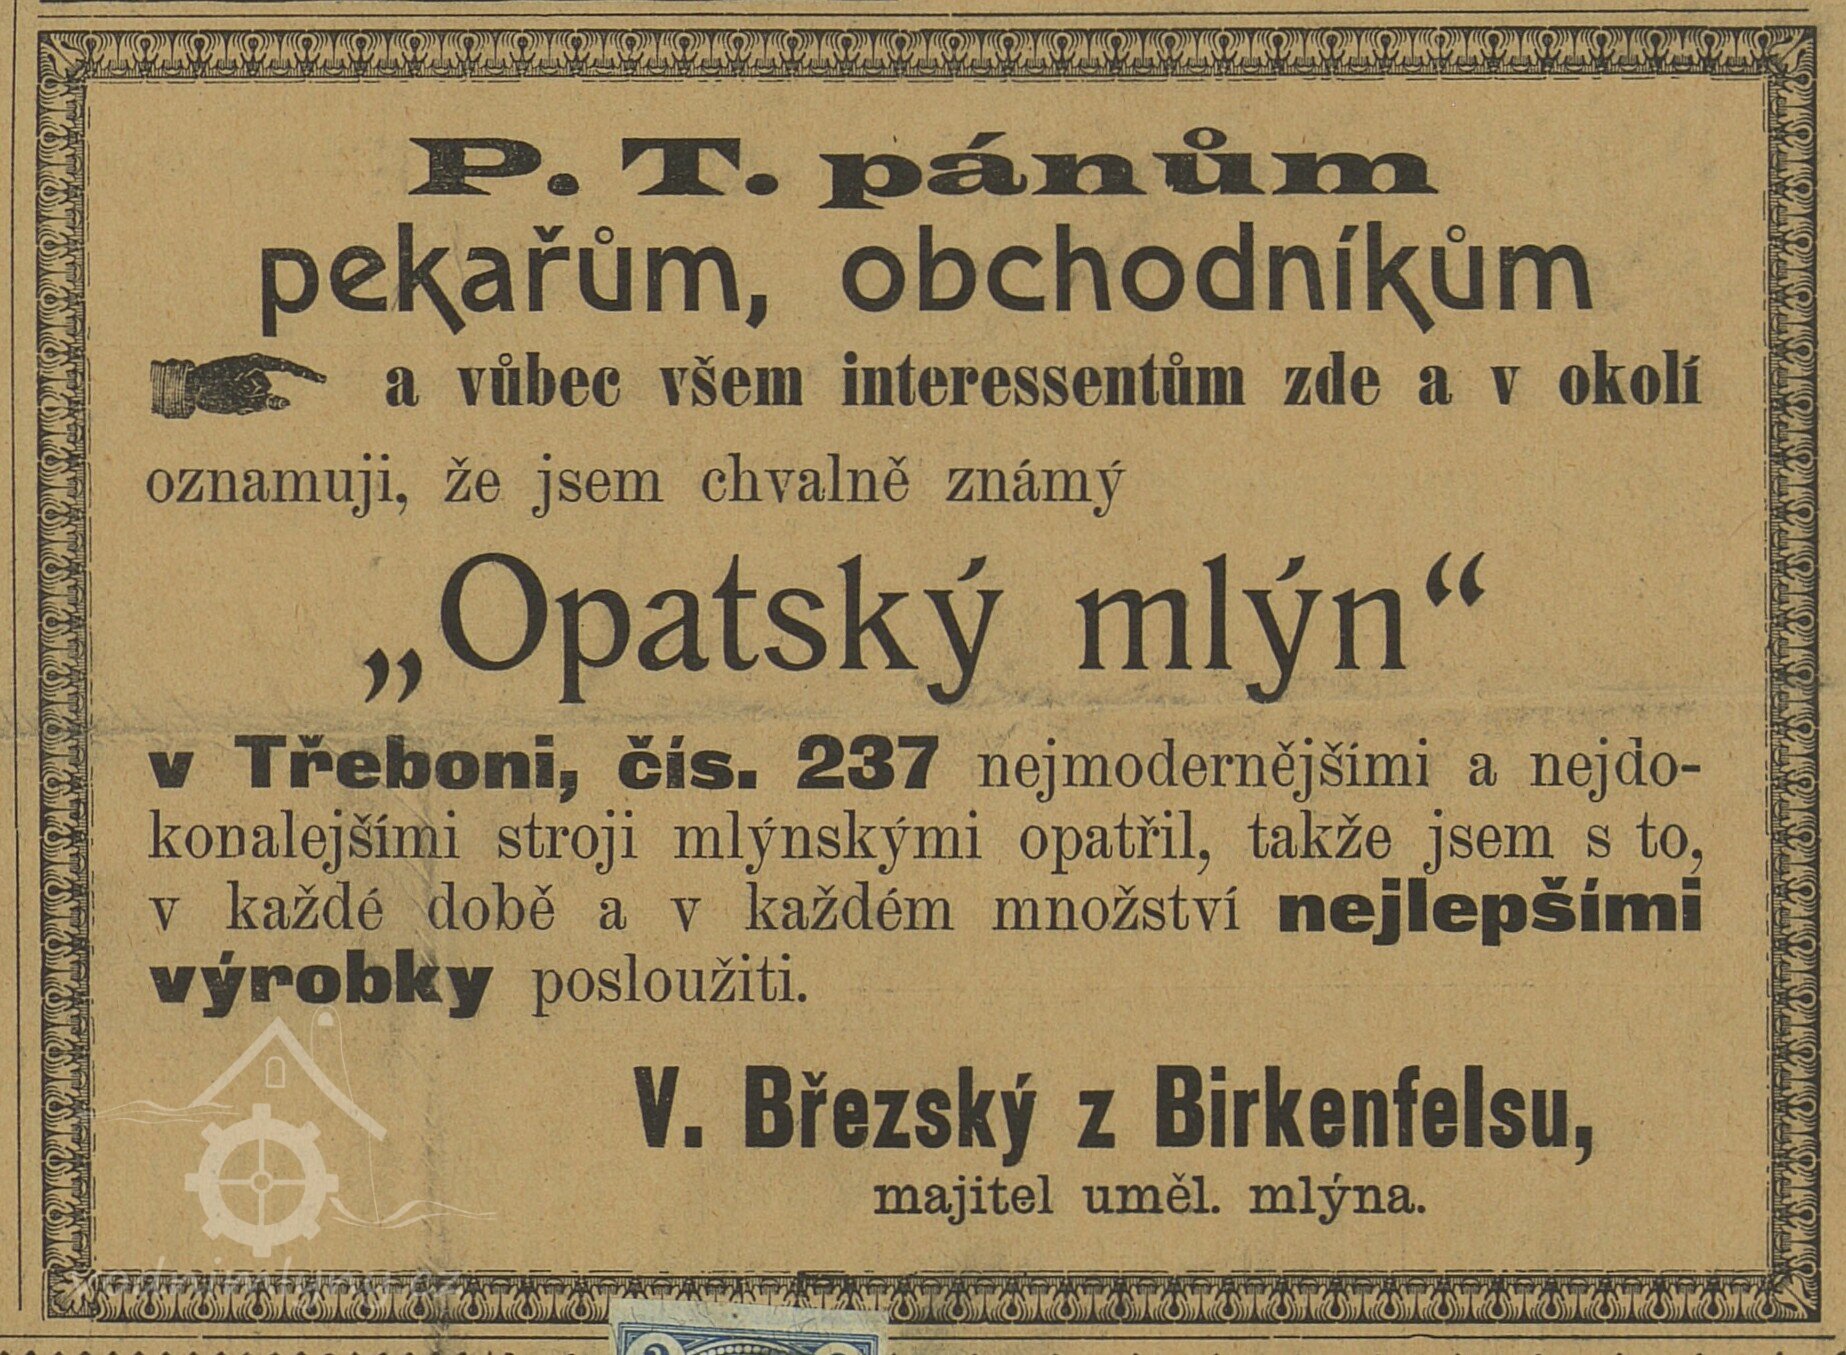 P. T. pánům
pekařům, obchodníkům
a vůbec všem interessentům zde a v okolí
oznamuji, že jsem chvalně známý
„Opatský mlýn“
v Třeboni, čís. 237 nejmodernějšími a nejdo-
konalejšími stroji mlýnskými opatřil, takže jsem s to,
v každé době a v každém množství nejlepšími
výrobky posloužiti.
V. Březský z Birkenfelsu,
majitel uměl. mlýna.
vodnimlyny.cz